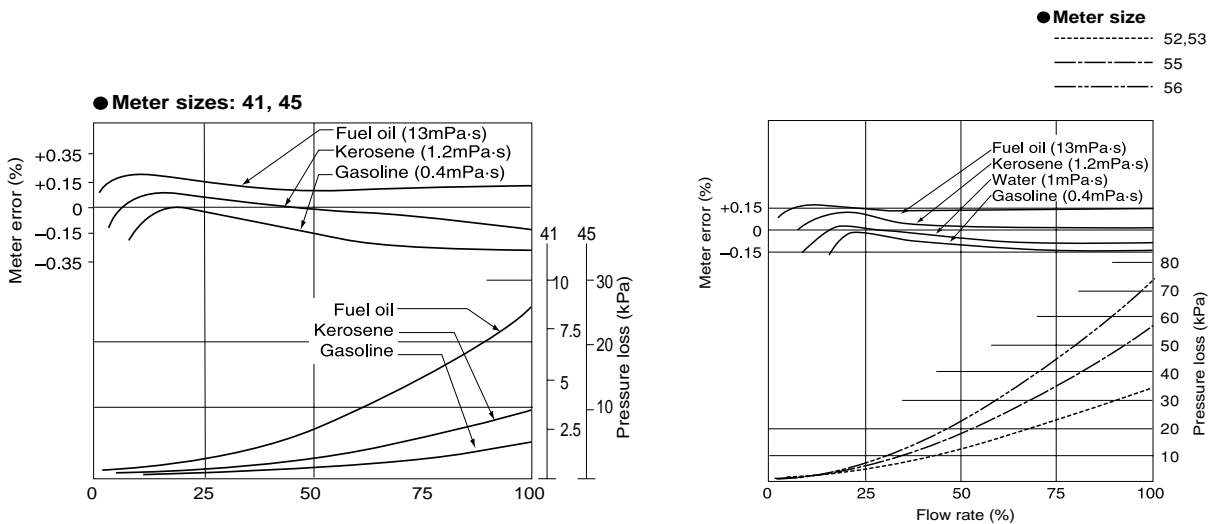 ● Meter sizes: 41, 45
Meter error (%)
+0.35
+0.15
0
−0.15
−0.35
Fuel oil (13mPa·s)
Kerosene (1.2mPa·s)
Gasoline (0.4mPa·s)
41 45
10 30
7.5
20
5
10
2.5
Pressure loss (kPa)
Fuel oil
Kerosene
Gasoline
0 25 50 75 100
● Meter size
52,53
55
56
Meter error (%)
+0.15
0
−0.15
Fuel oil (13mPa·s)
Kerosene (1.2mPa·s)
Water (1mPa·s)
Gasoline (0.4mPa·s)
80
70
60
50
40
30
20
10
Pressure loss (kPa)
0 25 50 75 100
Flow rate (%)